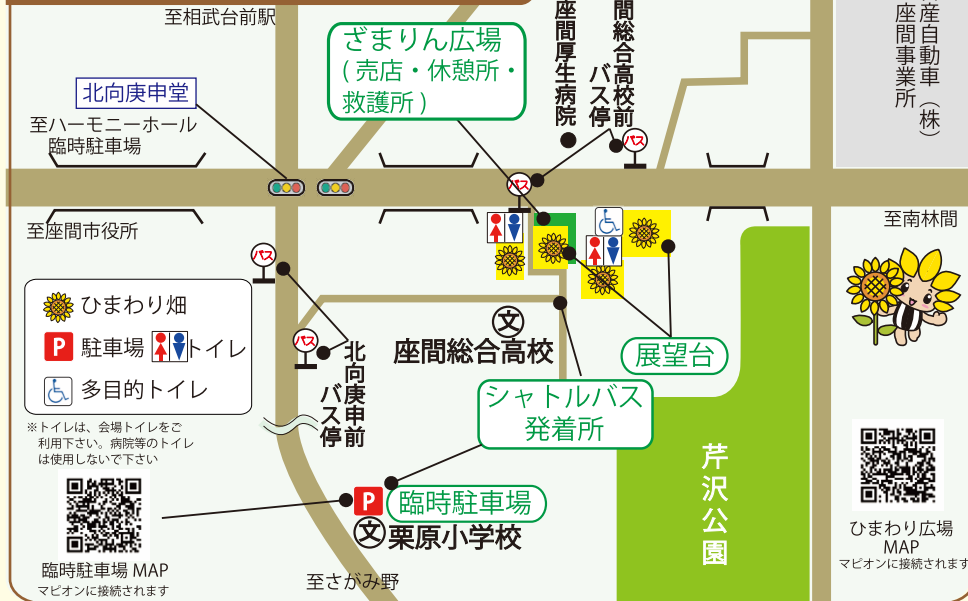 至相武台前駅
ざまりん広場
(売店・休憩所・
救護所)
座間厚生病院
間総合高校前
バス停
産自動車(株)
座間事業所
北向庚申堂
至ハーモニーホール
臨時駐車場
バス
バス
至座間市役所
至南林間
バス
ひまわり畑
P 駐車場
トイレ
多目的トイレ
※トイレは、会場トイレをご
利用下さい。病院等のトイレ
は使用しないで下さい
バス
北向庚申前
バス停
文
座間総合高校
展望台
シャトルバス
発着所
芹沢公園
P
臨時駐車場
文
栗原小学校
臨時駐車場 MAP
マピオンに接続されます
至さがみ野
ひまわり広場
MAP
マピオンに接続されます